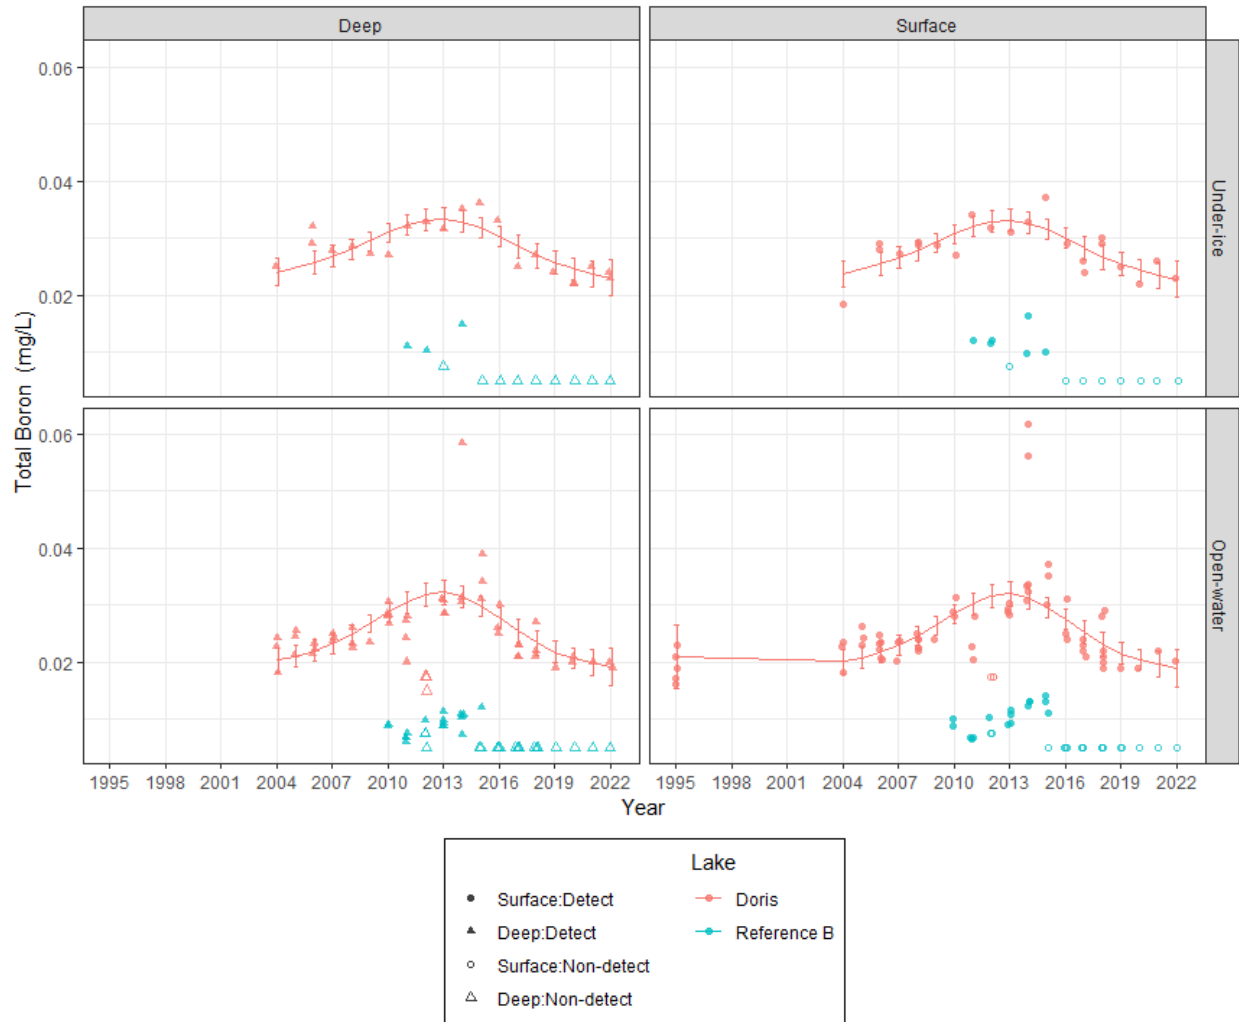 Deep
Surface
0.06
0.04
0.02
Under-ice
0.06
0.04
0.02
Open-water
Total Boron (mg/L)
1995 1998 2001 2004 2007 2010 2013 2016 2019 2022
1995 1998 2001 2004 2007 2010 2013 2016 2019 2022
Year
Lake
Surface:Detect
Deep:Detect
Surface:Non-detect
Deep:Non-detect
Doris
Reference B